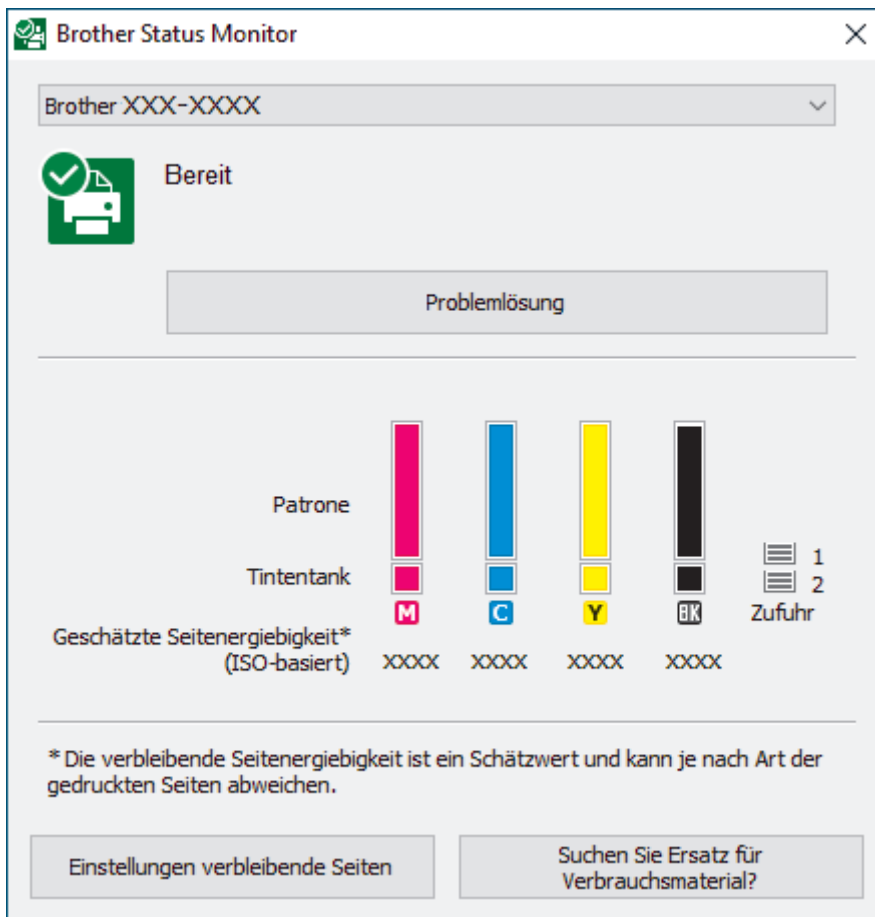 Brother Status Monitor
Brother XXX-XXXX
Bereit
Problemlösung
Patrone
1
Tintentank
2
M C Y BK Zufuhr
Geschätzte Seitenergiebigkeit*
(ISO-basiert) XXXX XXXX XXXX XXXX
* Die verbleibende Seitenergiebigkeit ist ein Schätzwert und kann je nach Art der
gedruckten Seiten abweichen.
Einstellungen verbleibende Seiten
Suchen Sie Ersatz für
Verbrauchsmaterial?